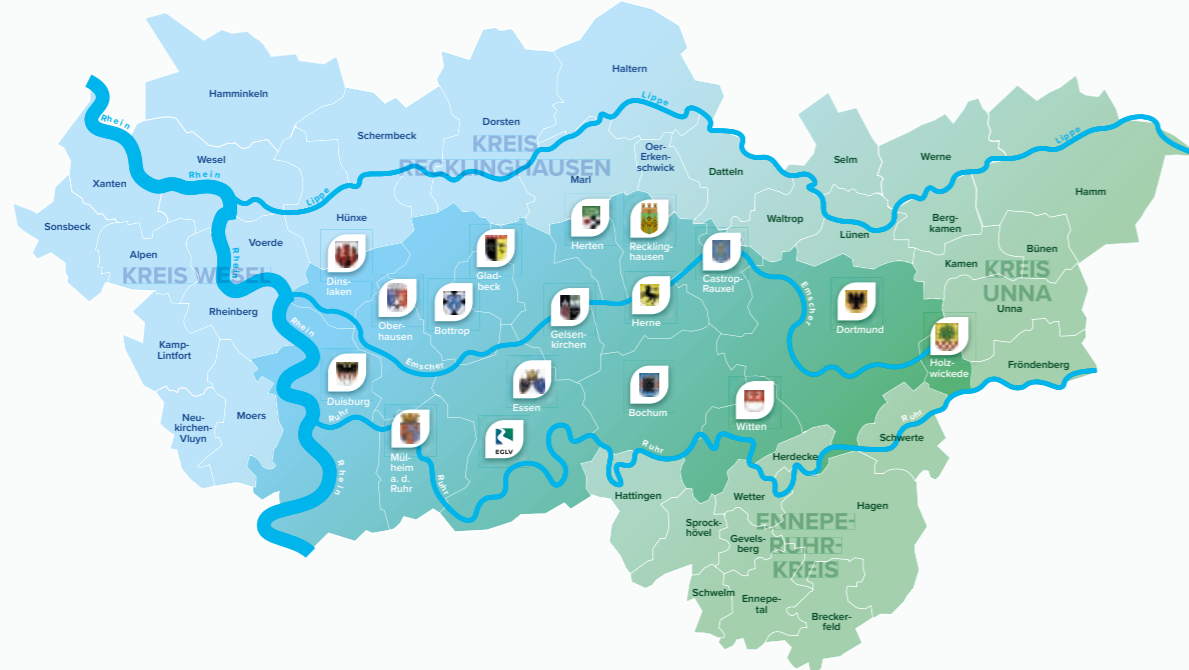 Haltern
Hamminkeln
Rhein
Lippe
Dorsten
Schermbeck
KREIS
RECKLINGHAUSEN
Oer-
Erken-
schwick
Lippe
Wesel
Rhein
Xanten
Lippe
Marl
Datteln
Selm
Werne
Hamm
Sonsbeck
Hünxe
Waltrop
Lünen
Berg-
kamen
Alpen
Voerde
Rhein
KREIS WESEL
Herten
Reckling-
hausen
Castrop-
Rauxel
Kamen
Bünen
KREIS
UNNA
Unna
Dins-
laken
Glad-
beck
Rheinberg
Rhein
Ober-
hausen
Bottrop
Gelsen-
kirchen
Herne
Emscher
Dortmund
Kamp-
Lintfort
Emscher
Holz-
wickede
Fröndenberg
Duisburg
Ruhr
Essen
Bochum
Witten
Neu-
kirchen-
Vluyn
Moers
Ruhr
Schwerte
EGLV
Ruhr
Herdecke
Mül-
heim
a. d.
Ruhr
Rhein
Ruhr
Hattingen
Wetter
Hagen
Sprock-
hövel
ENNEPE-
RUHR-
KREIS
Gevels-
berg
Schwelm
Ennepe-
tal
Brecker-
feld